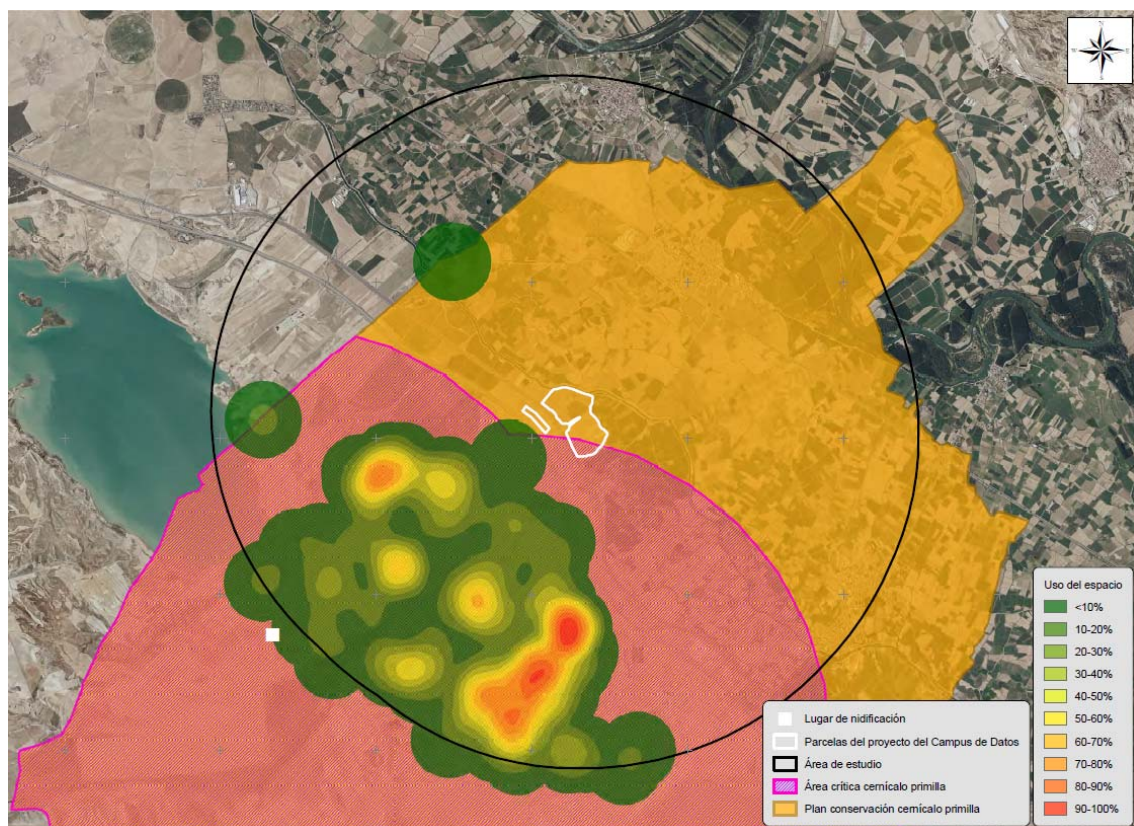 N
Uso del espacio
<10%
10-20%
20-30%
30-40%
40-50%
50-60%
60-70%
70-80%
80-90%
90-100%
Lugar de nidificación
Parcelas del proyecto del Campus de Datos
Área de estudio
Área crítica cernícalo primilla
Plan conservación cernícalo primilla